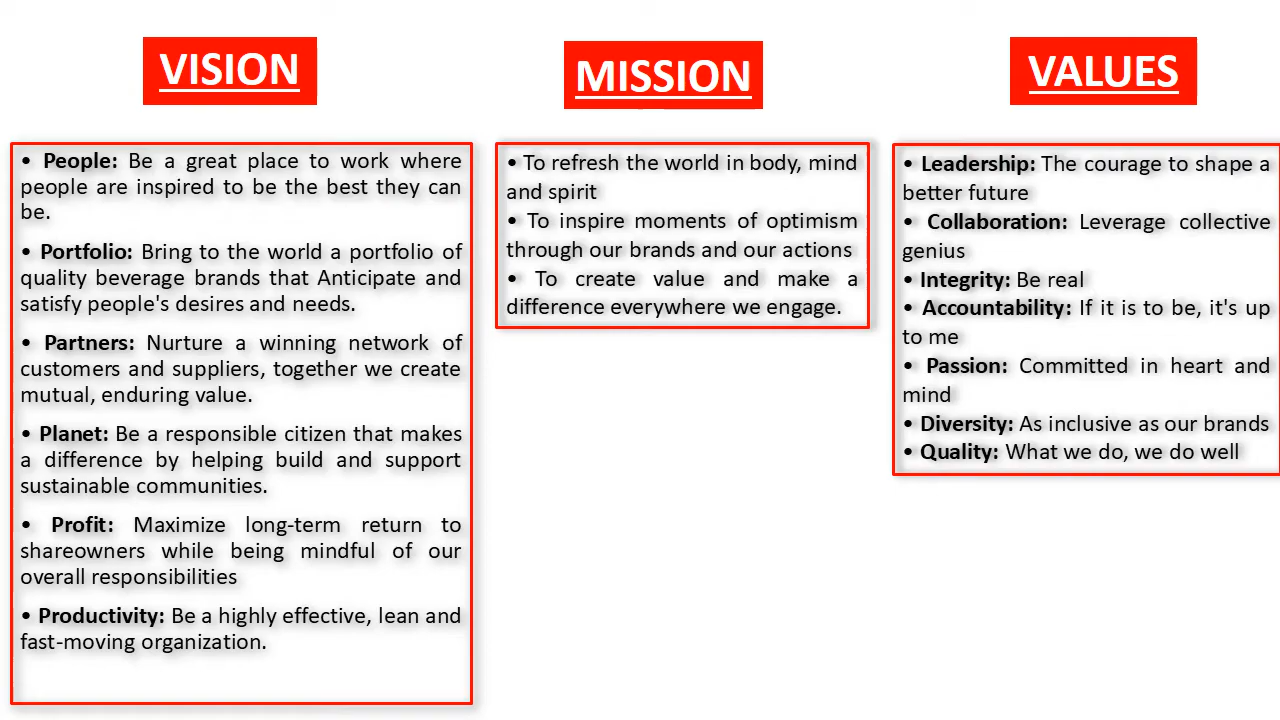 VISION
• People: Be a great place to work where
people are inspired to be the best they can
be.
• Portfolio: Bring to the world a portfolio of
quality beverage brands that Anticipate and
satisfy people's desires and needs.
• Partners: Nurture a winning network of
customers and suppliers, together we create
mutual, enduring value.
• Planet: Be a responsible citizen that makes
a difference by helping build and support
sustainable communities.
• Profit: Maximize long-term return to
shareowners while being mindful of our
overall responsibilities
• Productivity: Be a highly effective, lean and
fast-moving organization.
MISSION
• To refresh the world in body, mind
and spirit
• To inspire moments of optimism
through our brands and our actions
• To create value and make a
difference everywhere we engage.
VALUES
• Leadership: The courage to shape a
better future
• Collaboration: Leverage collective
genius
• Integrity: Be real
• Accountability: If it is to be, it's up
to me
• Passion: Committed in heart and
mind
• Diversity: As inclusive as our brands
• Quality: What we do, we do well